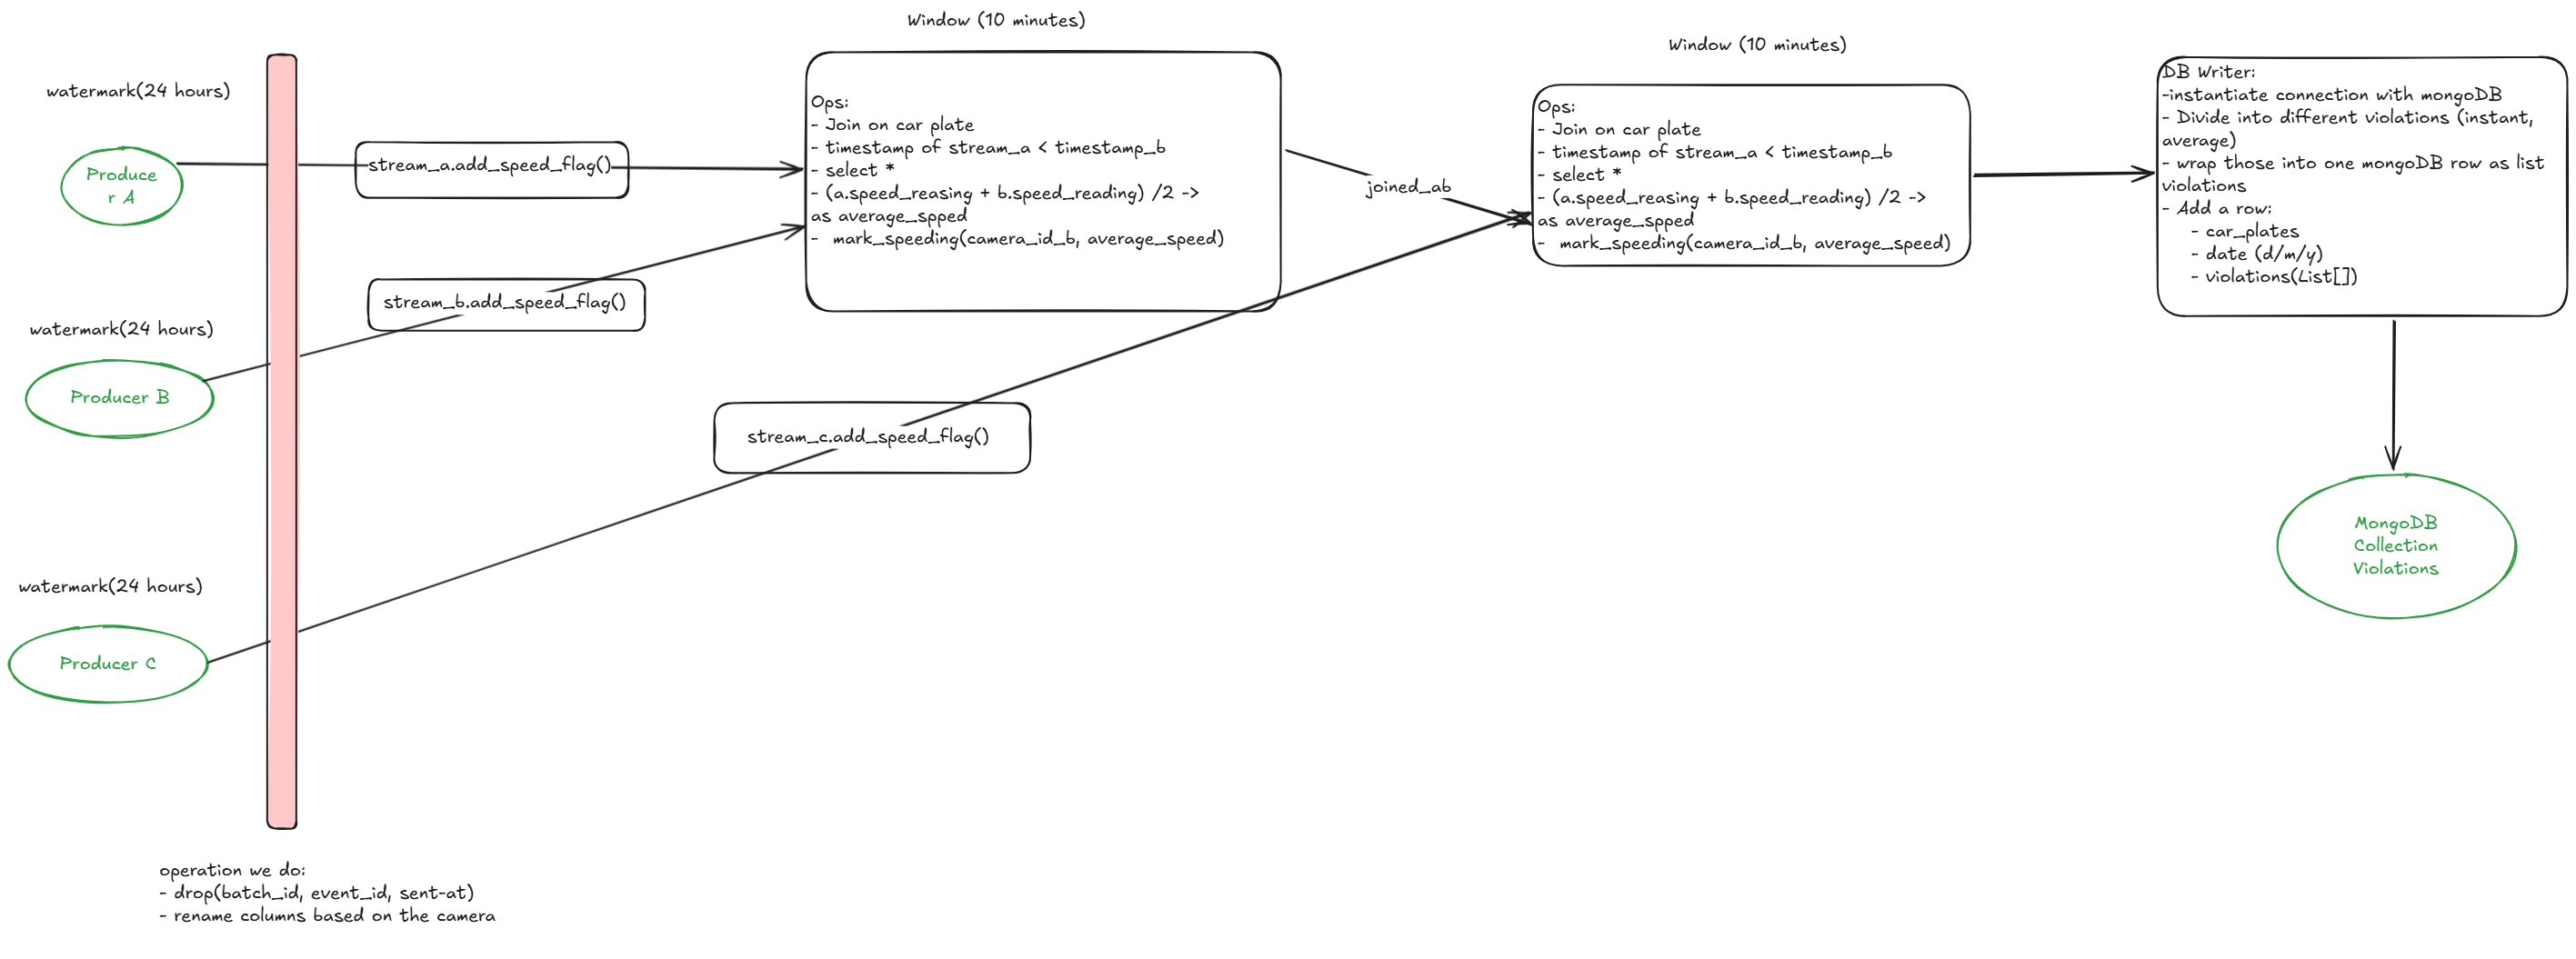 Window (10 minutes)
Window (10 minutes)
watermark(24 hours)
Produce
r A
stream_a.add_speed_flag()
Ops:
- Join on car plate
- timestamp of stream_a < timestamp_b
- select *
- (a.speed_reasing + b.speed_reading) /2 ->
as average_spped
- mark_speeding(camera_id_b, average_speed)
joined_ab
Ops:
- Join on car plate
- timestamp of stream_a < timestamp_b
- select *
- (a.speed_reasing + b.speed_reading) /2 ->
as average_spped
- mark_speeding(camera_id_b, average_speed)
DB Writer:
-instantiate connection with mongoDB
- Divide into different violations (instant,
average)
- wrap those into one mongoDB row as list
violations
- Add a row:
- car_plates
- date (d/m/y)
- violations(List[])
watermark(24 hours)
Producer B
stream_b.add_speed_flag()
stream_c.add_speed_flag()
MongoDB
Collection
Violations
watermark(24 hours)
Producer C
operation we do:
- drop(batch_id, event_id, sent-at)
- rename columns based on the camera